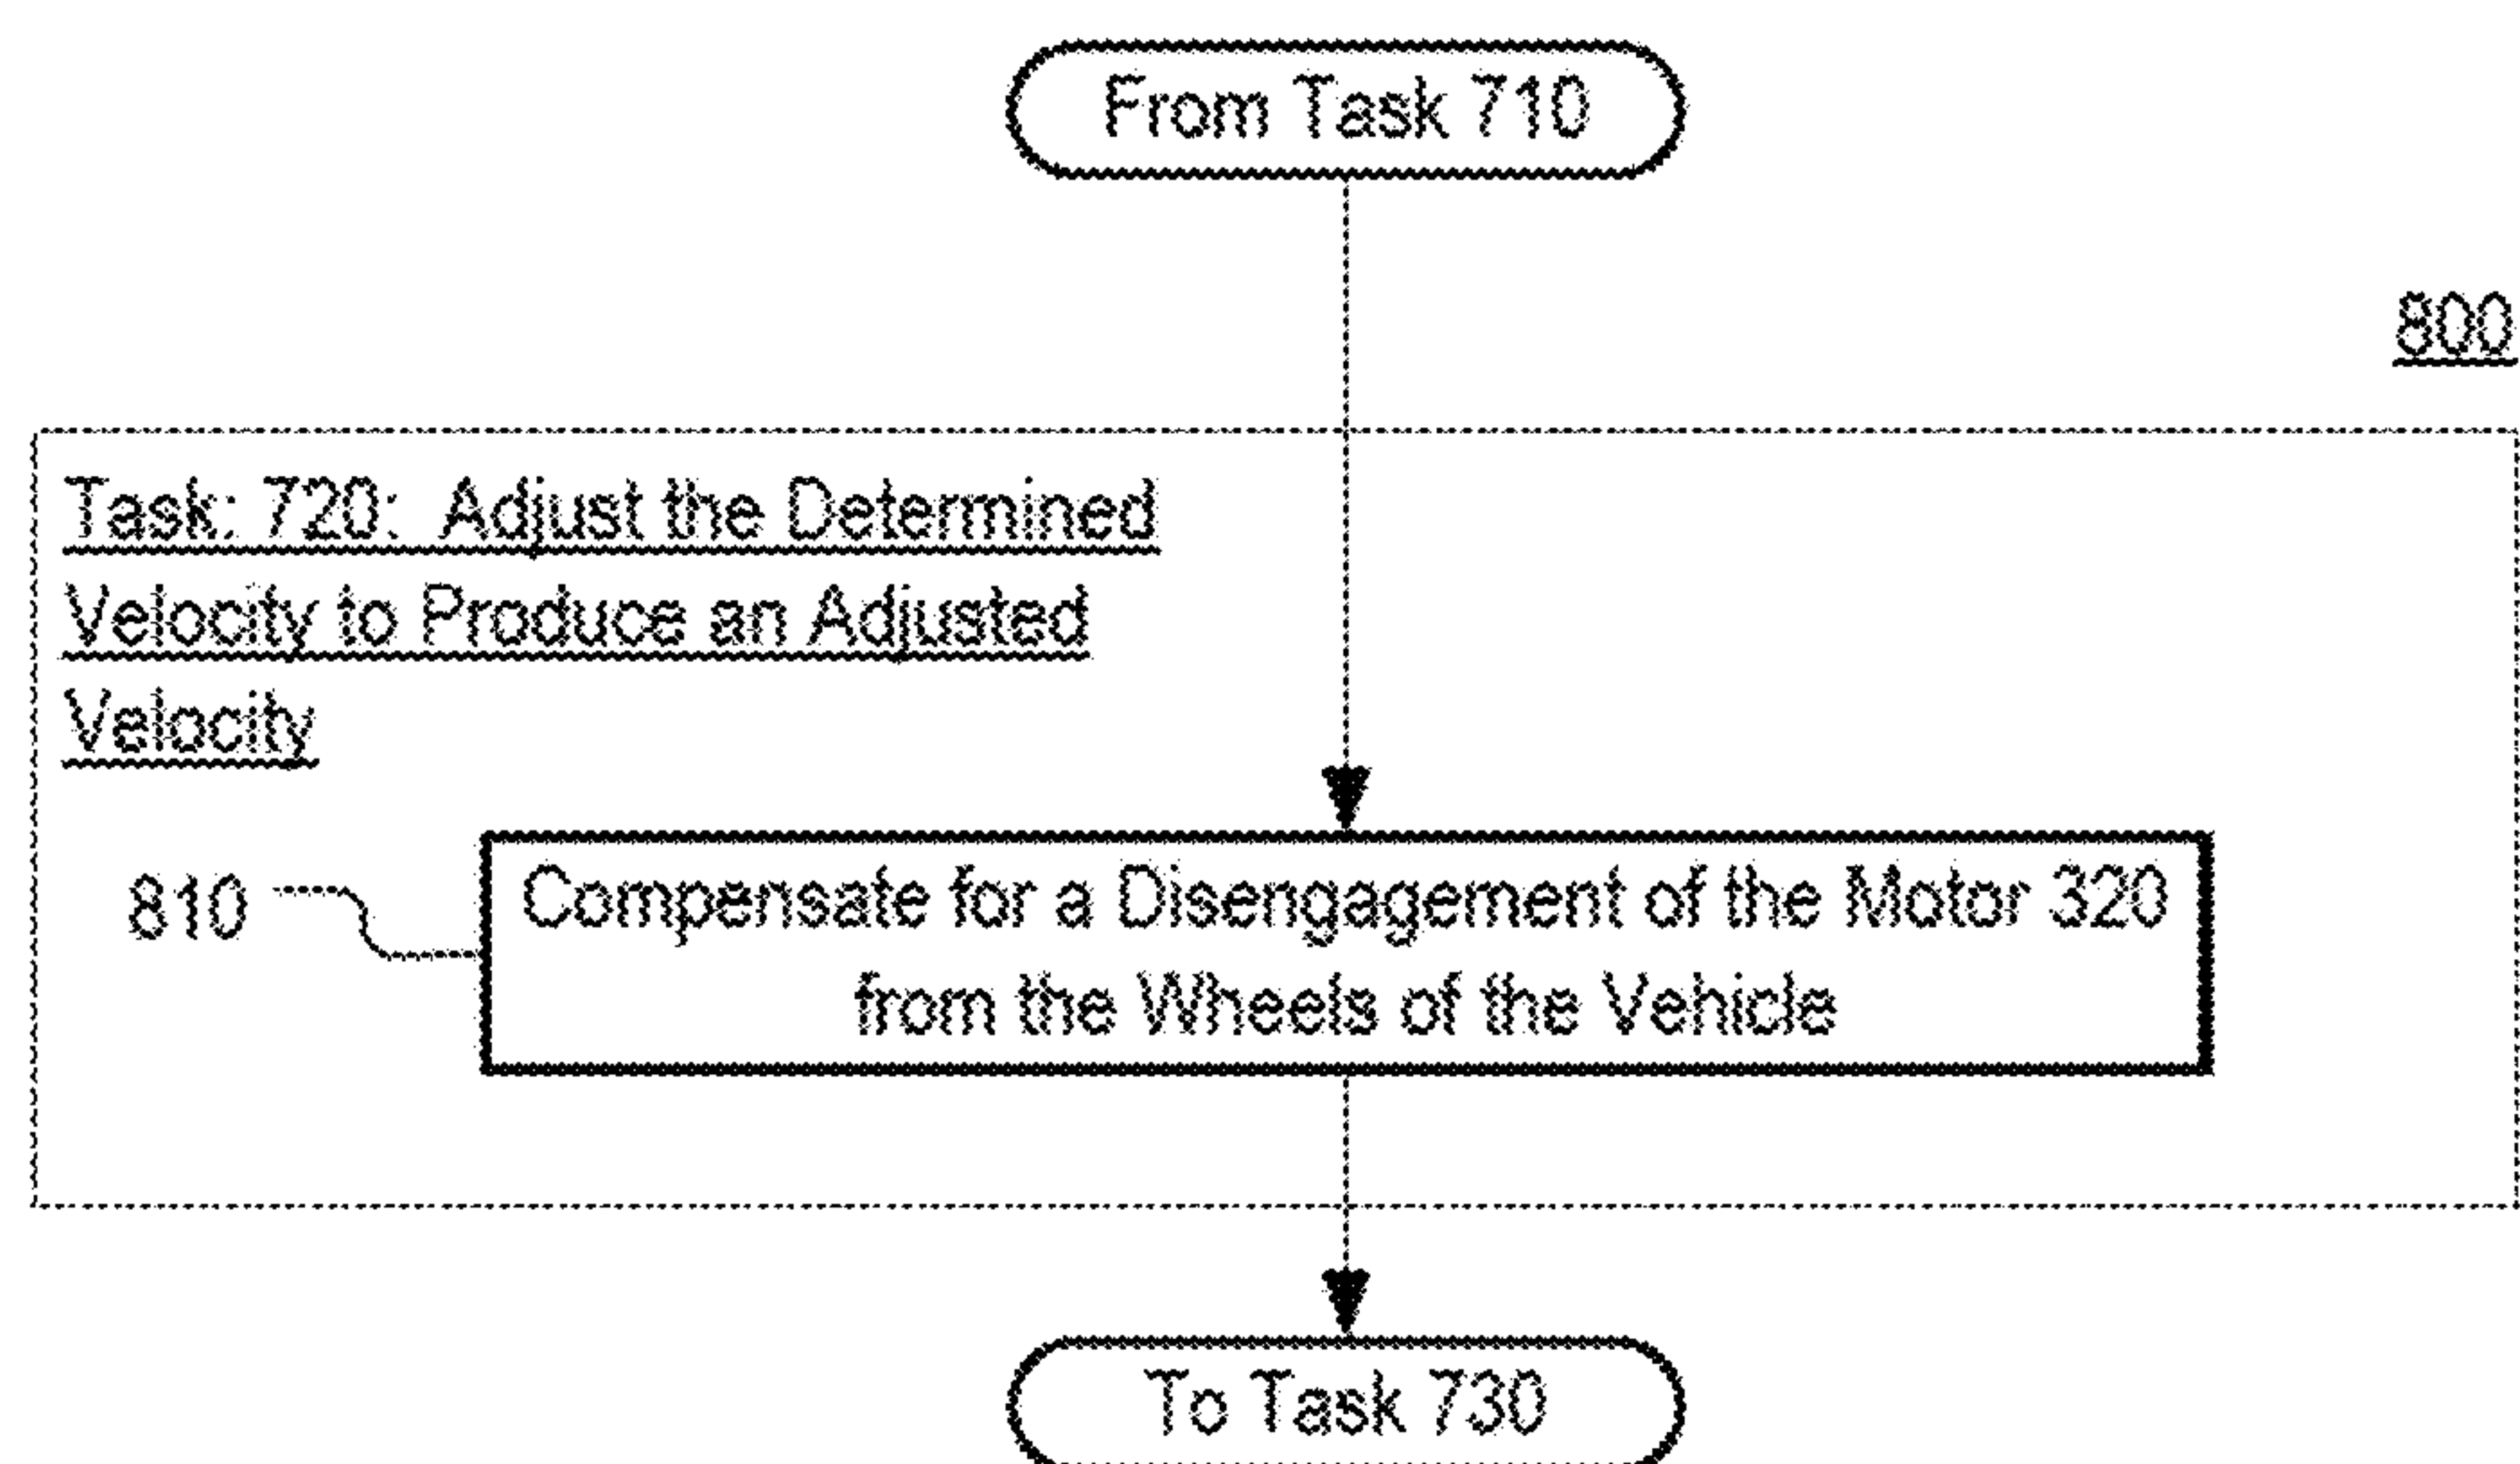 From Task 710
800
Task: 720: Adjust the Determined
Velocity to Produce an Adjusted
Velocity
810
Compensate for a Disengagement of the Motor 320
from the Wheels of the Vehicle
To Task 730